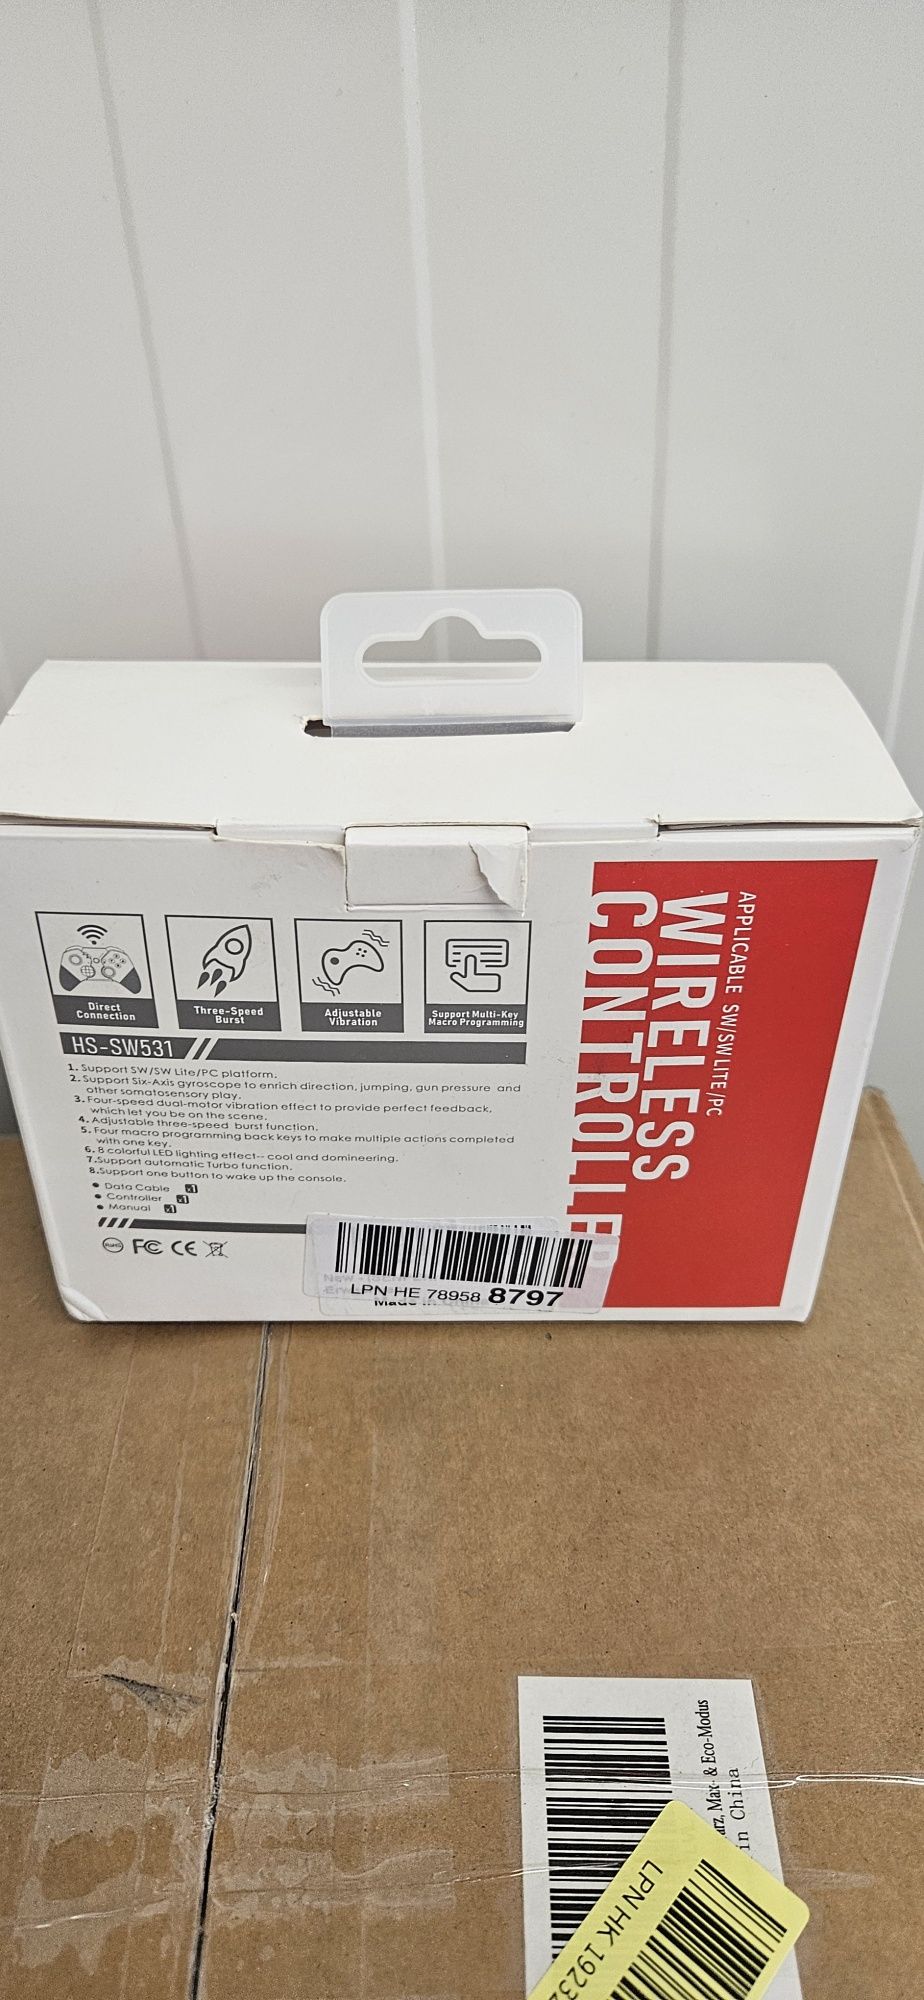 Direct
Connection
Three-Speed
Burst
Adjustable
Vibration
Support Multi-Key
Macro Programming
HS-SW531
1. Support SW/SW Lite/PC platform.
2. Support Six-Axis gyroscope to enrich direction, jumping, gun pressure and
other somatosensory play.
3. Four-speed dual-motor vibration effect to provide perfect feedback,
which let you be on the scene.
4. Adjustable three-speed burst function.
5. Four macro programming back keys to make multiple actions completed
with one key.
6. 8 colorful LED lighting effect-- cool and domineering.
7. Support automatic Turbo function.
8. Support one button to wake up the console.
• Data Cable x1
• Controller x1
• Manual x1
RoHS FC CE
APPLICABLE SW/SW LITE/PC
WIRELESS
CONTROLLER
LPN HE 78958 8797
New
Made in
Max- & Eco-Modus
in China
LPN HK 1923